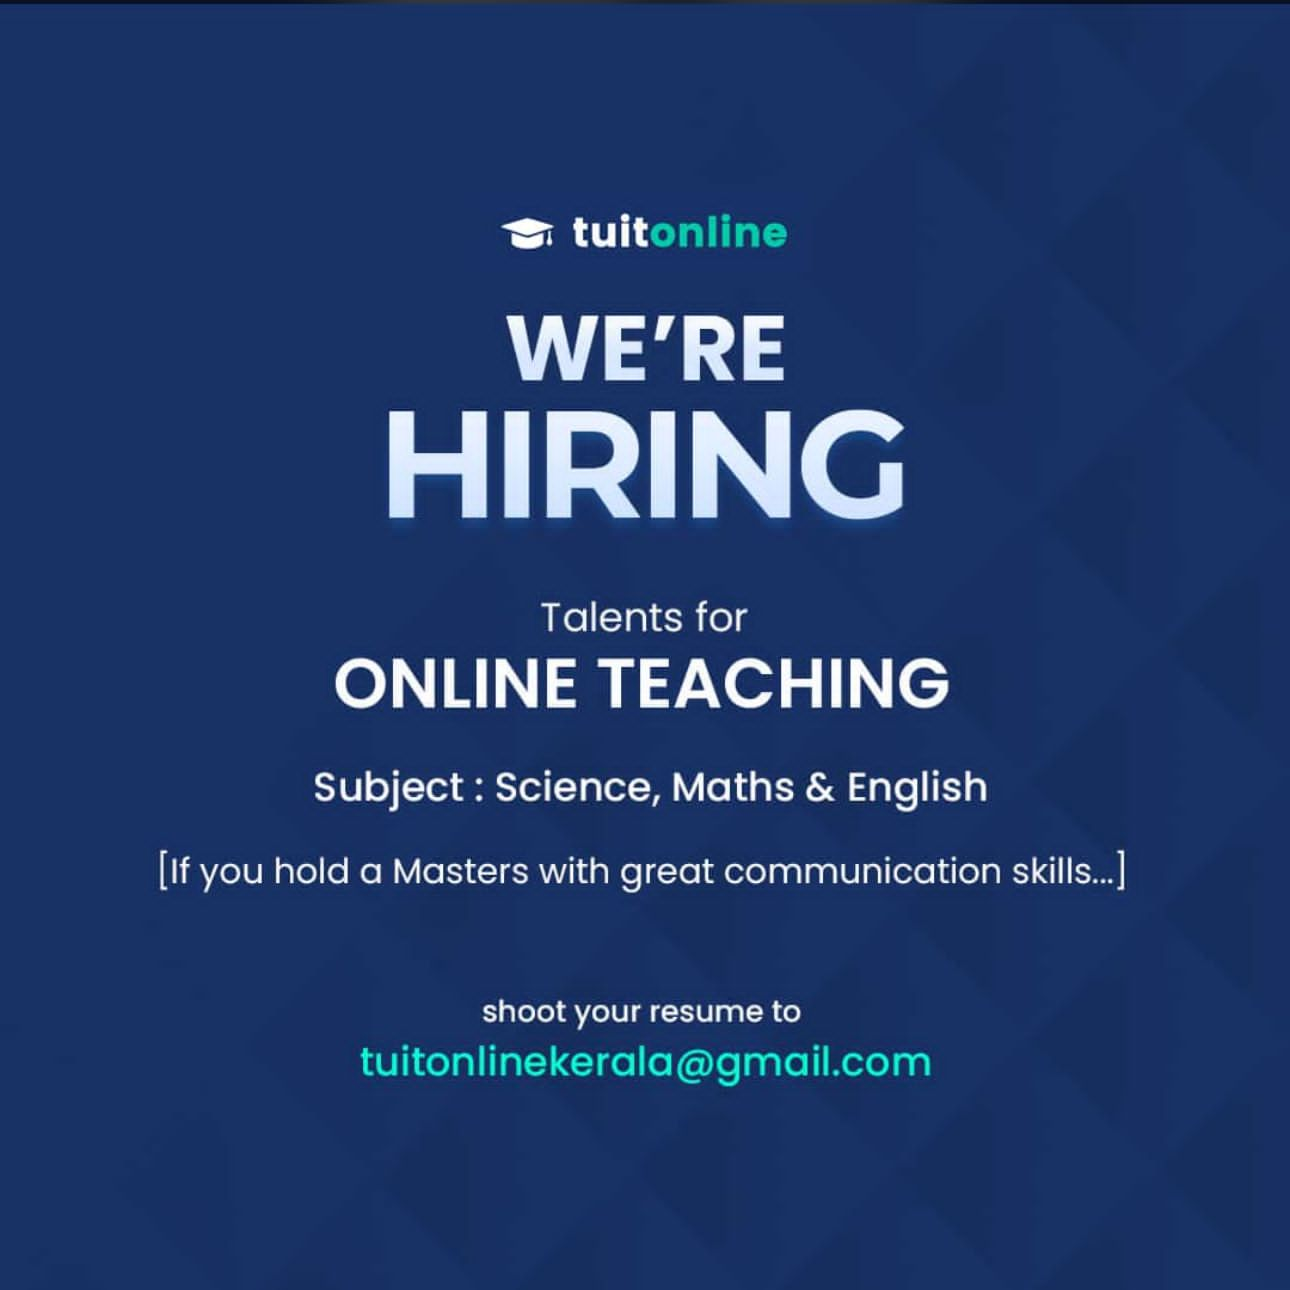 tuitonline
WE’RE
HIRING
Talents for
ONLINE TEACHING
Subject : Science, Maths & English
[If you hold a Masters with great communication skills...]
shoot your resume to
tuitonlinekerala@gmail.com